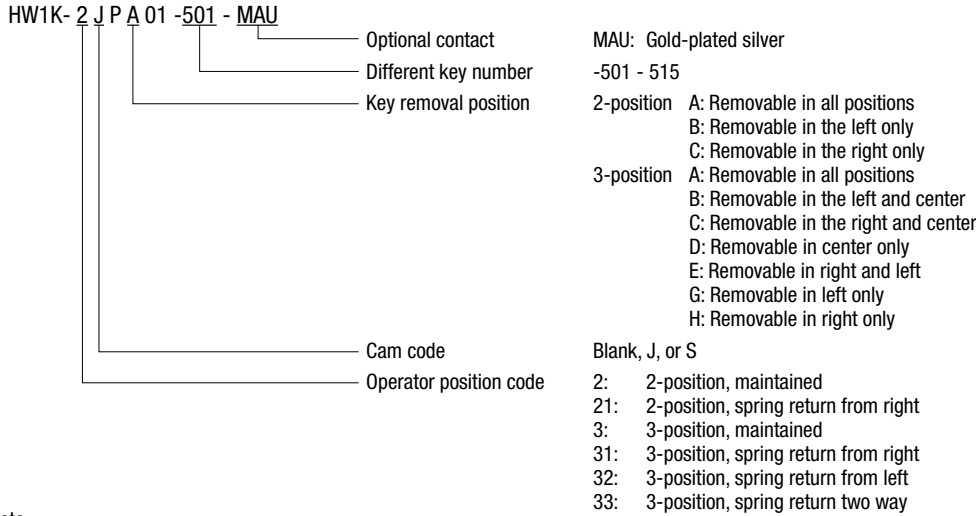 HW1K- 2 J P A 01 -501 - MAU
Optional contact MAU: Gold-plated silver
Different key number -501 - 515
Key removal position 2-position A: Removable in all positions
B: Removable in the left only
C: Removable in the right only
3-position A: Removable in all positions
B: Removable in the left and center
C: Removable in the right and center
D: Removable in center only
E: Removable in right and left
G: Removable in left only
H: Removable in right only
Cam code Blank, J, or S
Operator position code 2: 2-position, maintained
21: 2-position, spring return from right
3: 3-position, maintained
31: 3-position, spring return from right
32: 3-position, spring return from left
33: 3-position, spring return two way